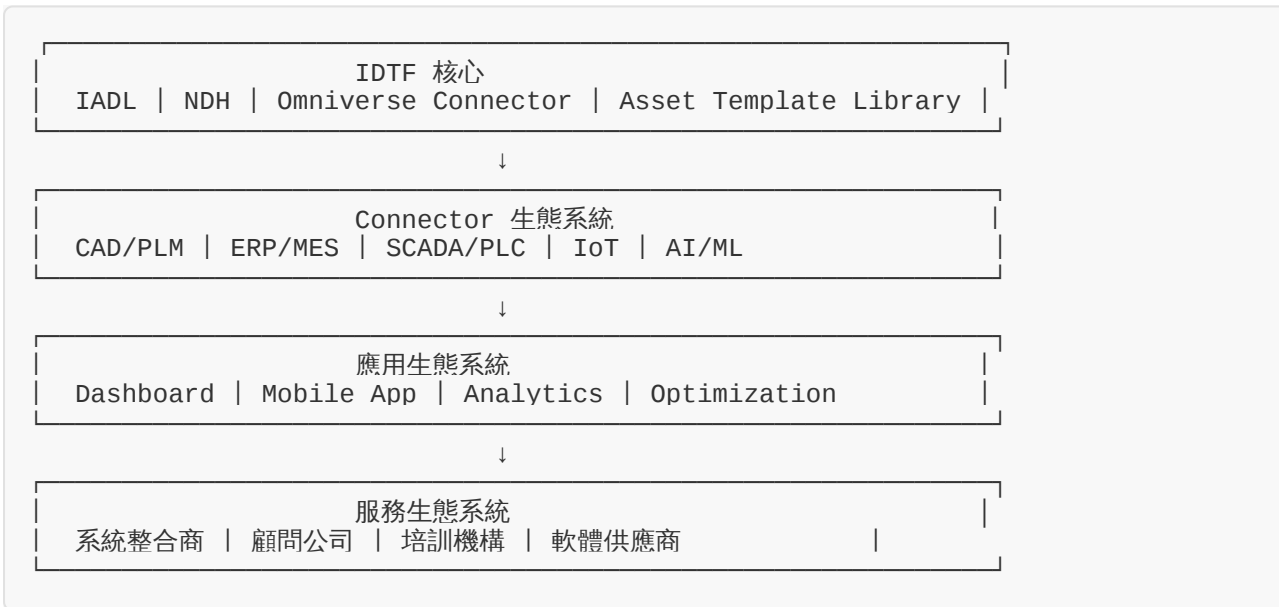 IDTF 核心
IADL | NDH | Omniverse Connector | Asset Template Library
↓
Connector 生態系統
CAD/PLM | ERP/MES | SCADA/PLC | IoT | AI/ML
↓
應用生態系統
Dashboard | Mobile App | Analytics | Optimization
↓
服務生態系統
系統整合商 | 顧問公司 | 培訓機構 | 軟體供應商